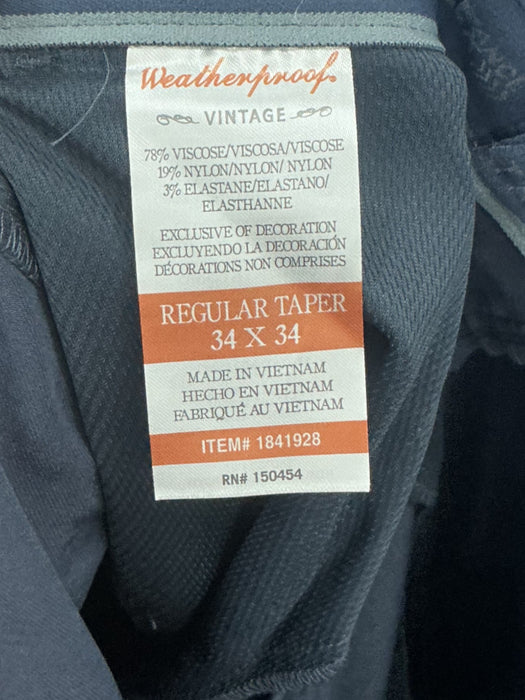 Weatherproof.
VINTAGE
78% VISCOSE/VISCOSA/VISCOSE
19% NYLON/NYLON/ NYLON
3% ELASTANE/ELASTANO/
ELASTHANNE
EXCLUSIVE OF DECORATION
EXCLUYENDO LA DECORACIÓN
DÉCORATIONS NON COMPRISES
REGULAR TAPER
34 X 34
MADE IN VIETNAM
HECHO EN VIETNAM
FABRIQUÉ AU VIETNAM
ITEM# 1841928
RN# 150454